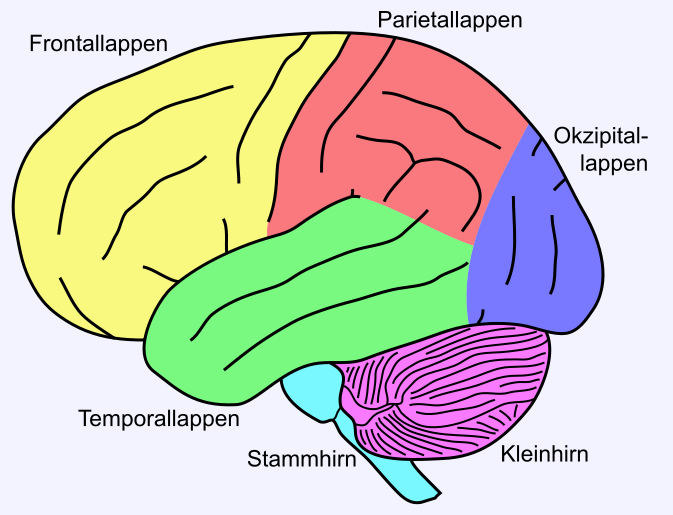 Parietallappen
Frontallappen
Okzipital-
lappen
Temporallappen
Stammhirn
Kleinhirn